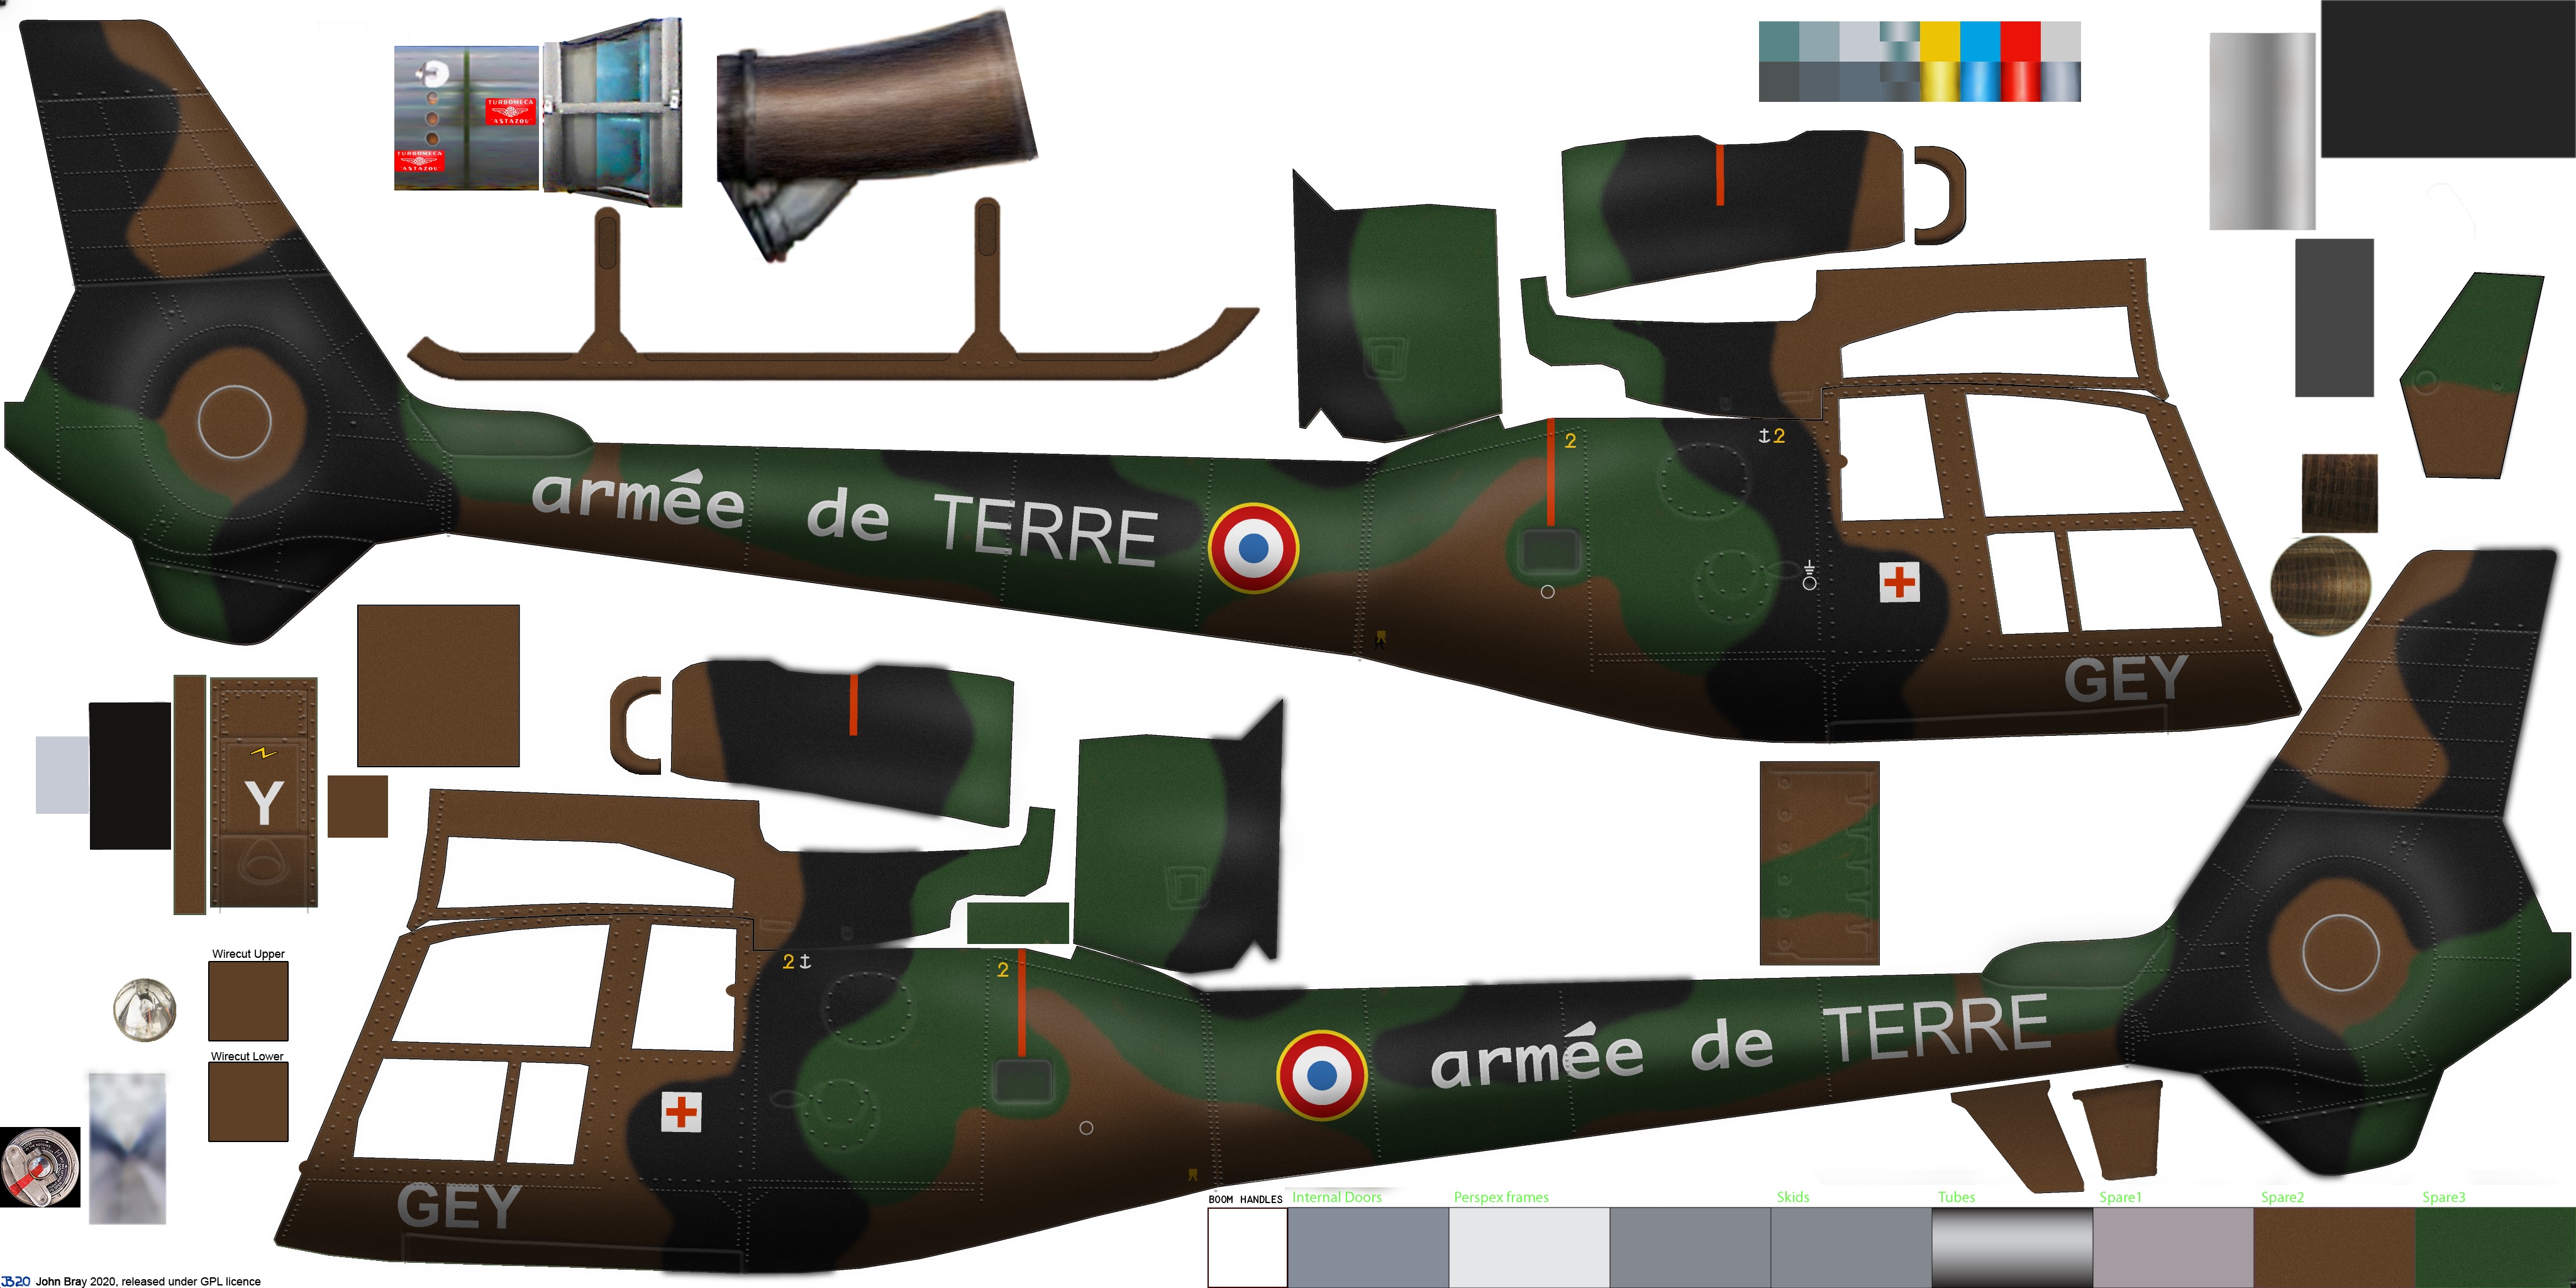 TURBOMECA
"ASTAZOU"
TURBOMECA
"ASTAZOU"
2
2
armée de TERRE
GEY
Y
2
2
Wirecut Upper
armée de TERRE
Wirecut Lower
GEY
BOOM HANDLES Internal Doors Perspex frames Skids Tubes Spare1 Spare2 Spare3
JB20 John Bray 2020, released under GPL licence